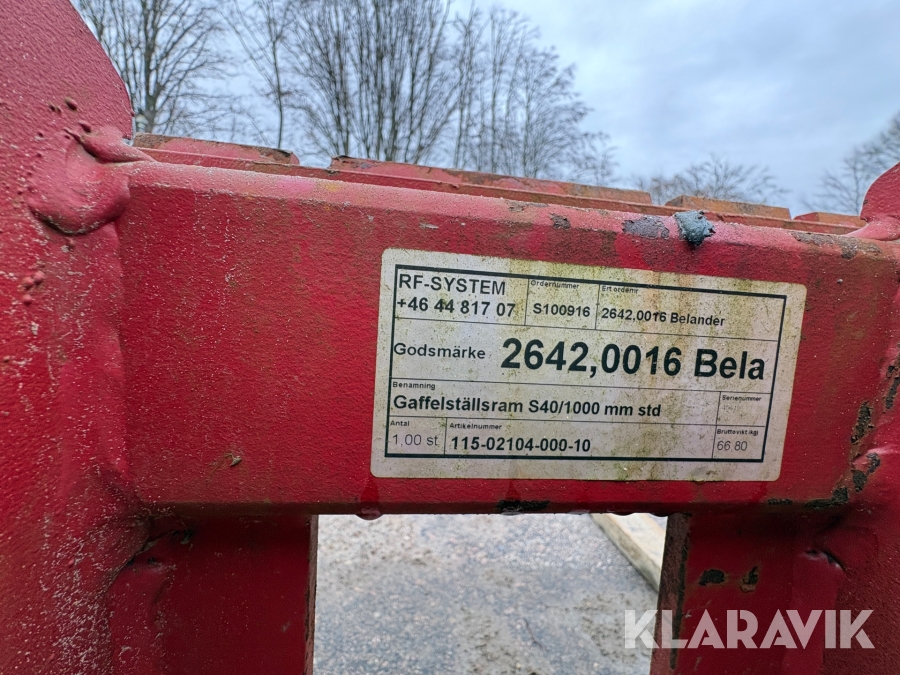 RF-SYSTEM
+46 44 817 07
Ordernummer
S100916
Ert ordernr
2642,0016 Belander
Godsmärke 2642,0016 Bela
Benamning
Gaffelställsram S40/1000 mm std
Serienummer
Antal
1,00 st
Artikelnummer
115-02104-000-10
Bruttovikt (kg)
66.80
KLARAVIK